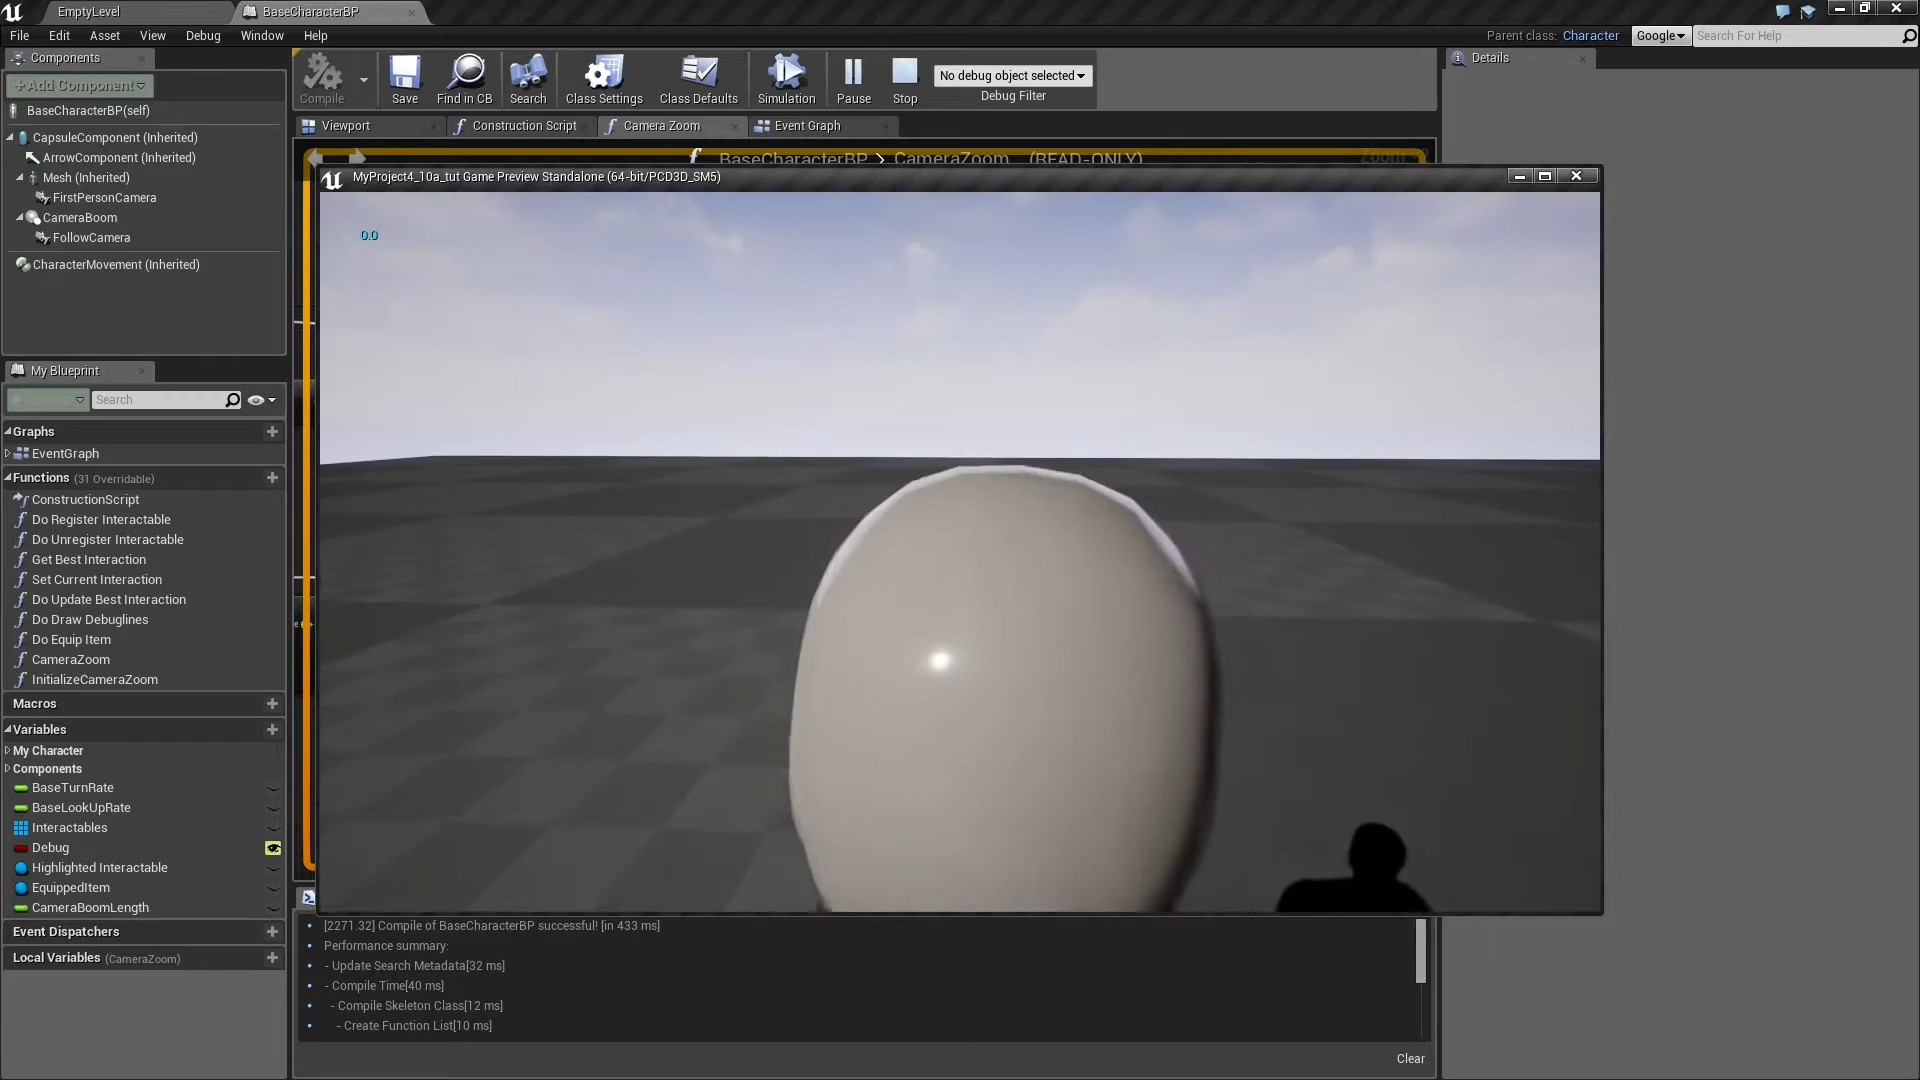 EmptyLevel
BaseCharacterBP
File Edit Asset View Debug Window Help
Parent class: Character
Google
Search For Help
Components
+Add Component
BaseCharacterBP(self)
CapsuleComponent (Inherited)
ArrowComponent (Inherited)
Mesh (Inherited)
FirstPersonCamera
CameraBoom
FollowCamera
CharacterMovement (Inherited)
Compile
Save
Find in CB
Search
Class Settings
Class Defaults
Simulation
Pause
Stop
No debug object selected
Debug Filter
Details
Viewport
Construction Script
Camera Zoom
Event Graph
BaseCharacterBP > CameraZoom (READ-ONLY)
MyProject4_10a_tut Game Preview Standalone (64-bit/PCD3D_SM5)
0.0
My Blueprint
Search
Graphs
EventGraph
Functions (31 Overridable)
ConstructionScript
Do Register Interactable
Do Unregister Interactable
Get Best Interaction
Set Current Interaction
Do Update Best Interaction
Do Draw Debuglines
Do Equip Item
CameraZoom
InitializeCameraZoom
Macros
Variables
My Character
Components
BaseTurnRate
BaseLookUpRate
Interactables
Debug
Highlighted Interactable
EquippedItem
CameraBoomLength
Event Dispatchers
Local Variables (CameraZoom)
[2271.32] Compile of BaseCharacterBP successful! [in 433 ms]
Performance summary:
- Update Search Metadata[32 ms]
- Compile Time[40 ms]
- Compile Skeleton Class[12 ms]
- Create Function List[10 ms]
Clear